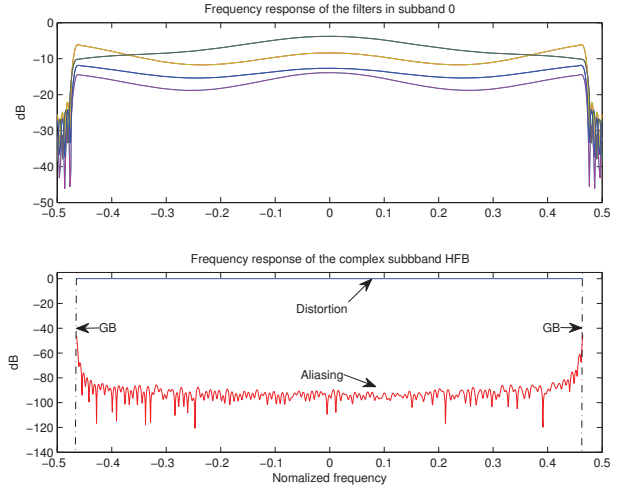 Frequency response of the filters in subband 0
0
−10
−20
−30
−40
−50
dB
−0.5 −0.4 −0.3 −0.2 −0.1 0 0.1 0.2 0.3 0.4 0.5
Frequency response of the complex subbband HFB
0
−20
−40
−60
−80
−100
−120
−140
dB
Distortion
GB GB
Aliasing
−0.5 −0.4 −0.3 −0.2 −0.1 0 0.1 0.2 0.3 0.4 0.5
Nomalized frequency